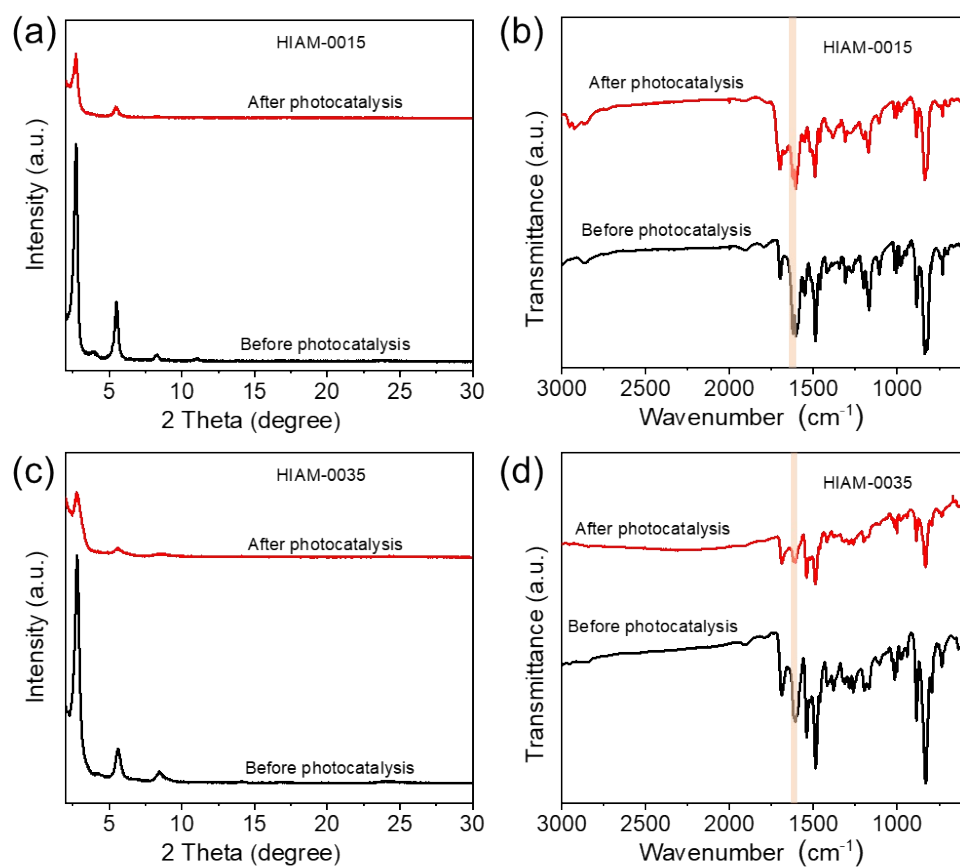 (a)
HIAM-0015
After photocatalysis
Before photocatalysis
Intensity (a.u.)
5 10 15 20 25 30
2 Theta (degree)
(b)
HIAM-0015
After photocatalysis
Before photocatalysis
Transmittance (a.u.)
3000 2500 2000 1500 1000
Wavenumber (cm⁻¹)
(c)
HIAM-0035
After photocatalysis
Before photocatalysis
Intensity (a.u.)
5 10 15 20 25 30
2 Theta (degree)
(d)
HIAM-0035
After photocatalysis
Before photocatalysis
Transmittance (a.u.)
3000 2500 2000 1500 1000
Wavenumber (cm⁻¹)